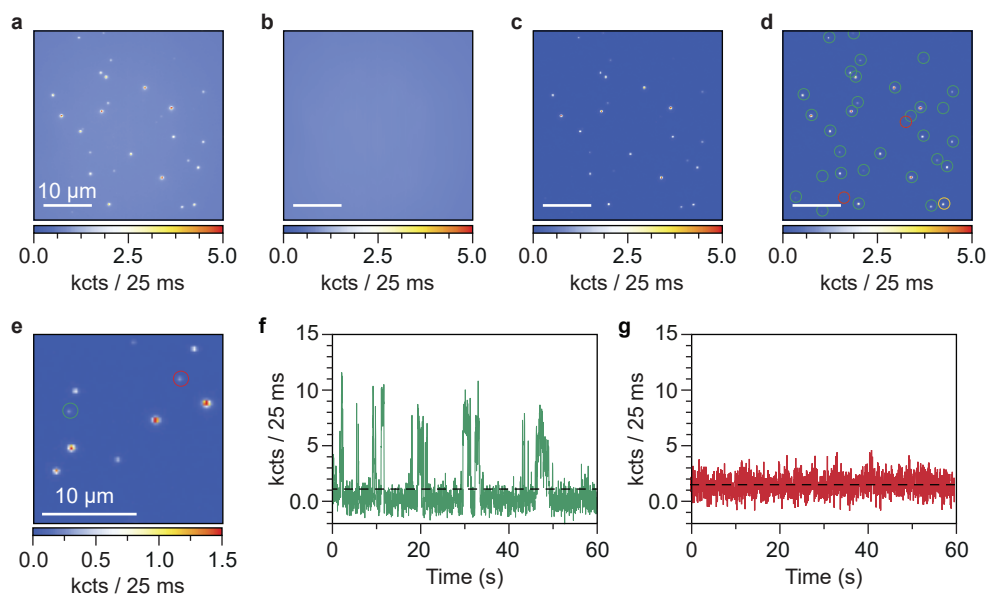 a b c d
10 µm
0.0 2.5 5.0 0.0 2.5 5.0 0.0 2.5 5.0 0.0 2.5 5.0
kcts / 25 ms kcts / 25 ms kcts / 25 ms kcts / 25 ms
e f g
10 µm
0.0 0.5 1.0 1.5
kcts / 25 ms
15
10
5
0.0
kcts / 25 ms
0 20 40 60
Time (s)
15
10
5
0.0
kcts / 25 ms
0 20 40 60
Time (s)